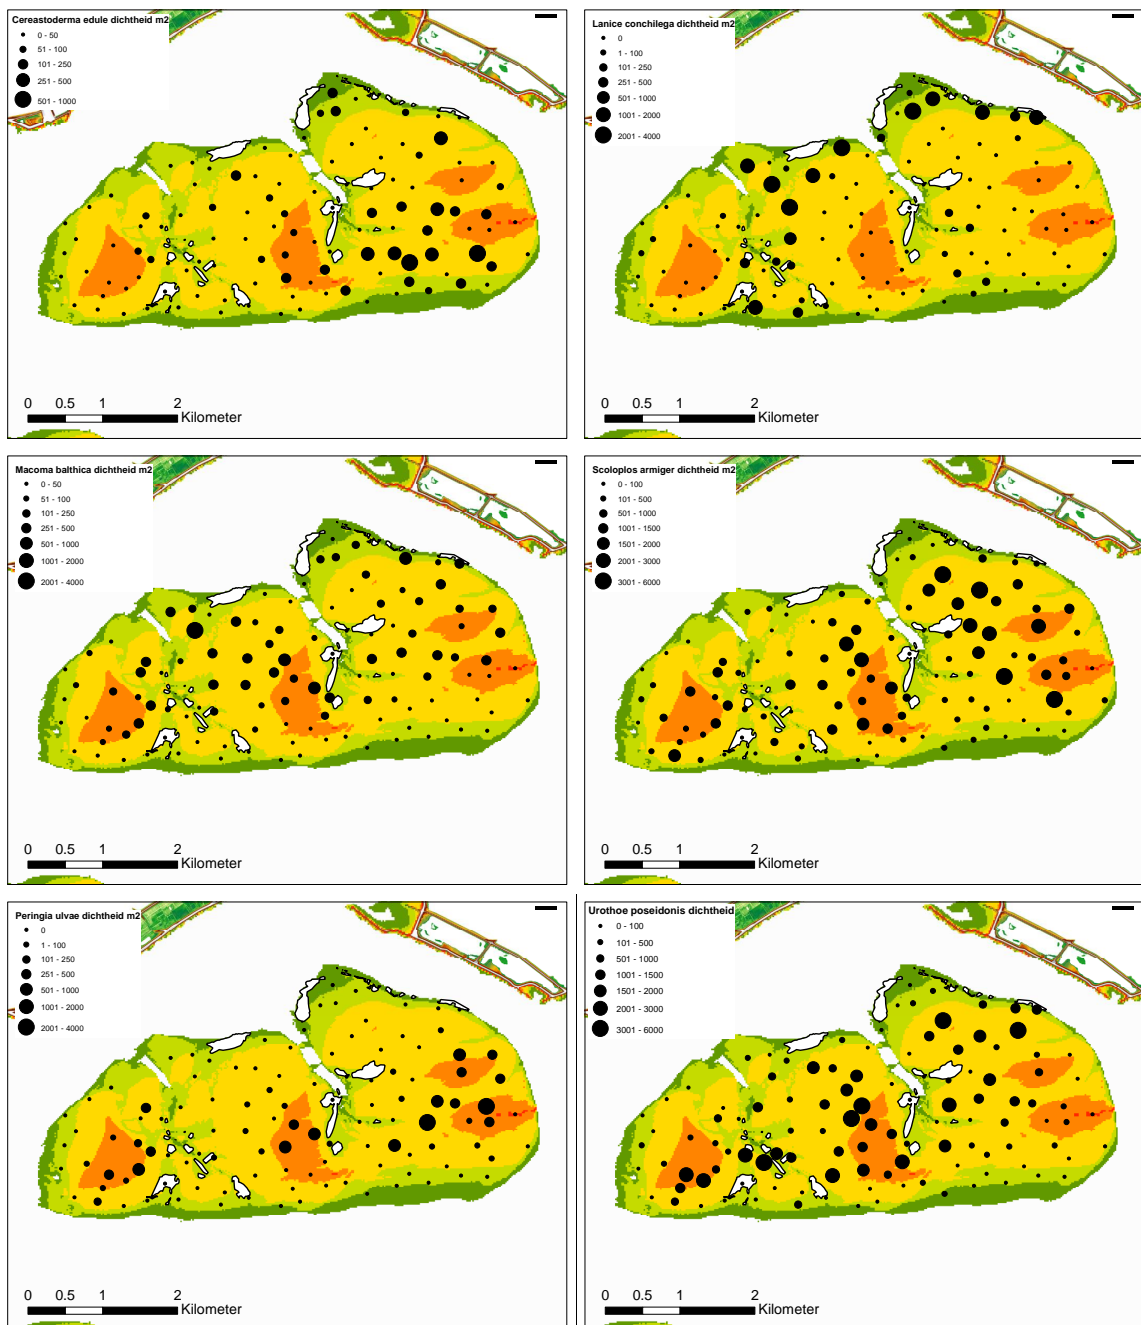 Cereastoderma edule dichtheid m2
0 - 50
51 - 100
101 - 250
251 - 500
501 - 1000
0 0.5 1 2
Kilometer
Lanice conchilega dichtheid m2
0
1 - 100
101 - 250
251 - 500
501 - 1000
1001 - 2000
2001 - 4000
0 0.5 1 2
Kilometer
Macoma balthica dichtheid m2
0 - 50
51 - 100
101 - 250
251 - 500
501 - 1000
1001 - 2000
2001 - 4000
0 0.5 1 2
Kilometer
Scoloplos armiger dichtheid m2
0 - 100
101 - 500
501 - 1000
1001 - 1500
1501 - 2000
2001 - 3000
3001 - 6000
0 0.5 1 2
Kilometer
Peringia ulvae dichtheid m2
0
1 - 100
101 - 250
251 - 500
501 - 1000
1001 - 2000
2001 - 4000
0 0.5 1 2
Kilometer
Urothoe poseidonis dichtheid
0 - 100
101 - 500
501 - 1000
1001 - 1500
1501 - 2000
2001 - 3000
3001 - 6000
0 0.5 1 2
Kilometer